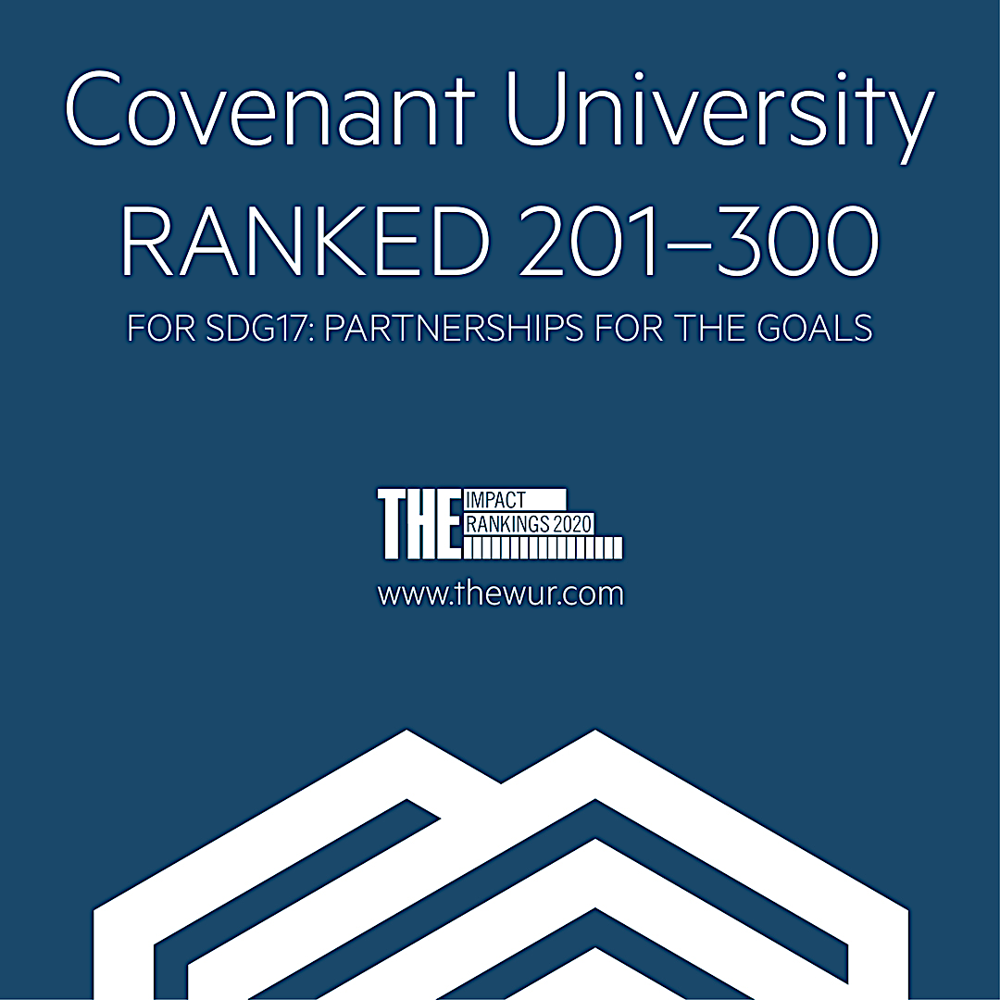 Covenant University
RANKED 201–300
FOR SDG17: PARTNERSHIPS FOR THE GOALS
THE IMPACT
RANKINGS 2020
www.thewur.com